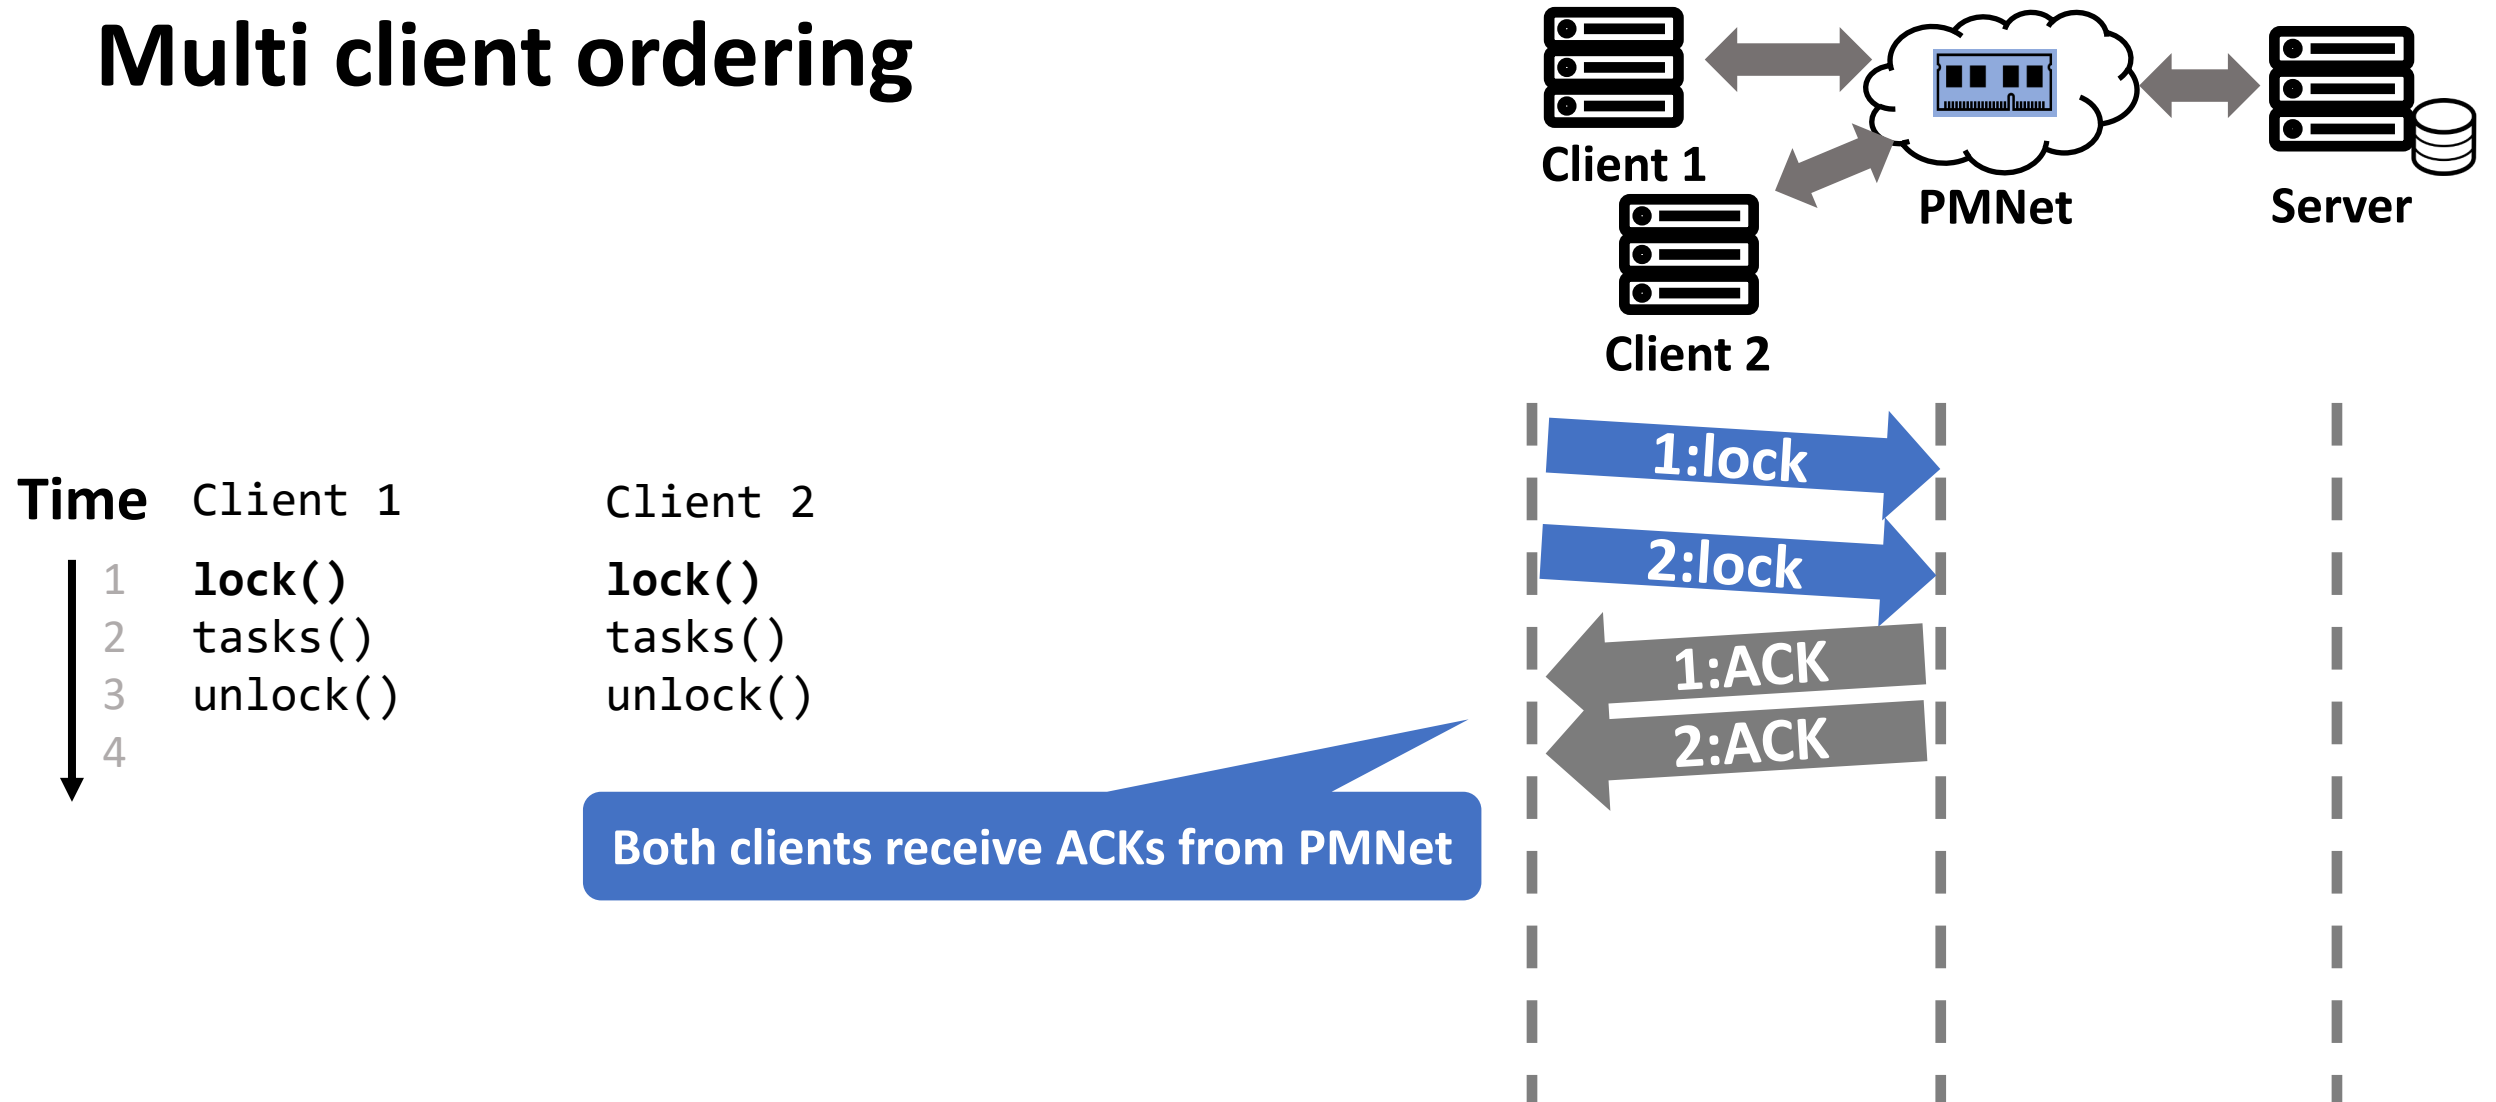 Multi client ordering
Client 1
PMNet
Server
Client 2
Time
Client 1
Client 2
1 lock() lock()
2 tasks() tasks()
3 unlock() unlock()
4
1:lock
2:lock
1:ACK
2:ACK
Both clients receive ACKs from PMNet